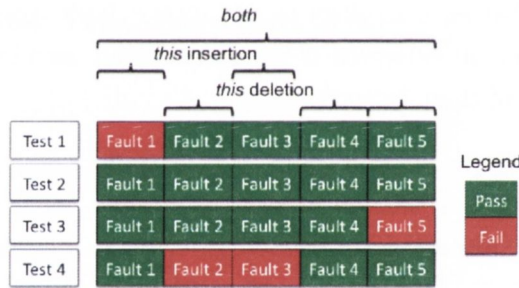 both
this insertion
this deletion
Test 1 Fault 1 Fault 2 Fault 3 Fault 4 Fault 5
Legend
Test 2 Fault 1 Fault 2 Fault 3 Fault 4 Fault 5
Pass
Test 3 Fault 1 Fault 2 Fault 3 Fault 4 Fault 5
Fail
Test 4 Fault 1 Fault 2 Fault 3 Fault 4 Fault 5